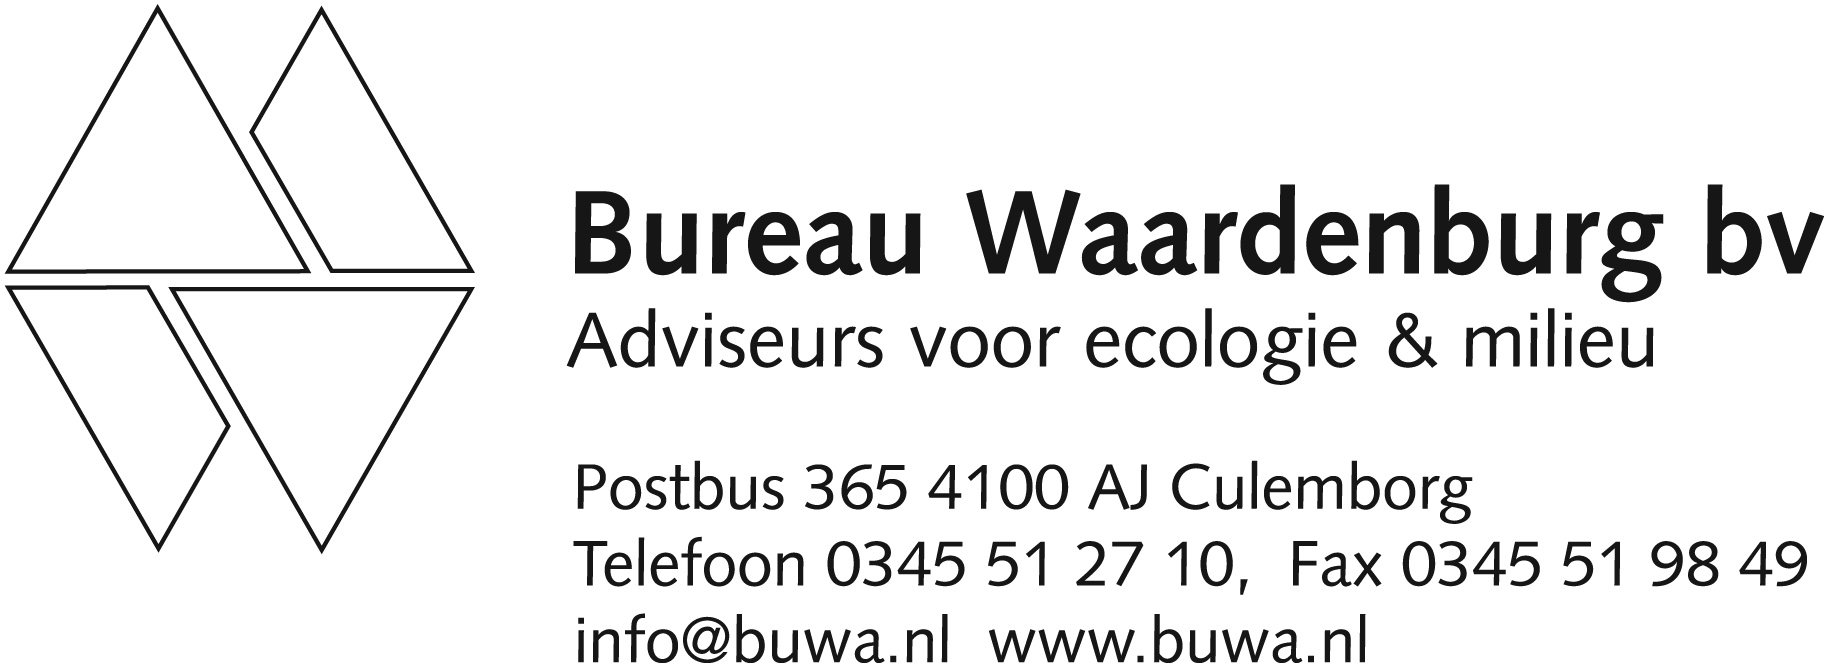 Bureau Waardenburg bv
Adviseurs voor ecologie & milieu
Postbus 365 4100 AJ Culemborg
Telefoon 0345 51 27 10, Fax 0345 51 98 49
info@buwa.nl www.buwa.nl